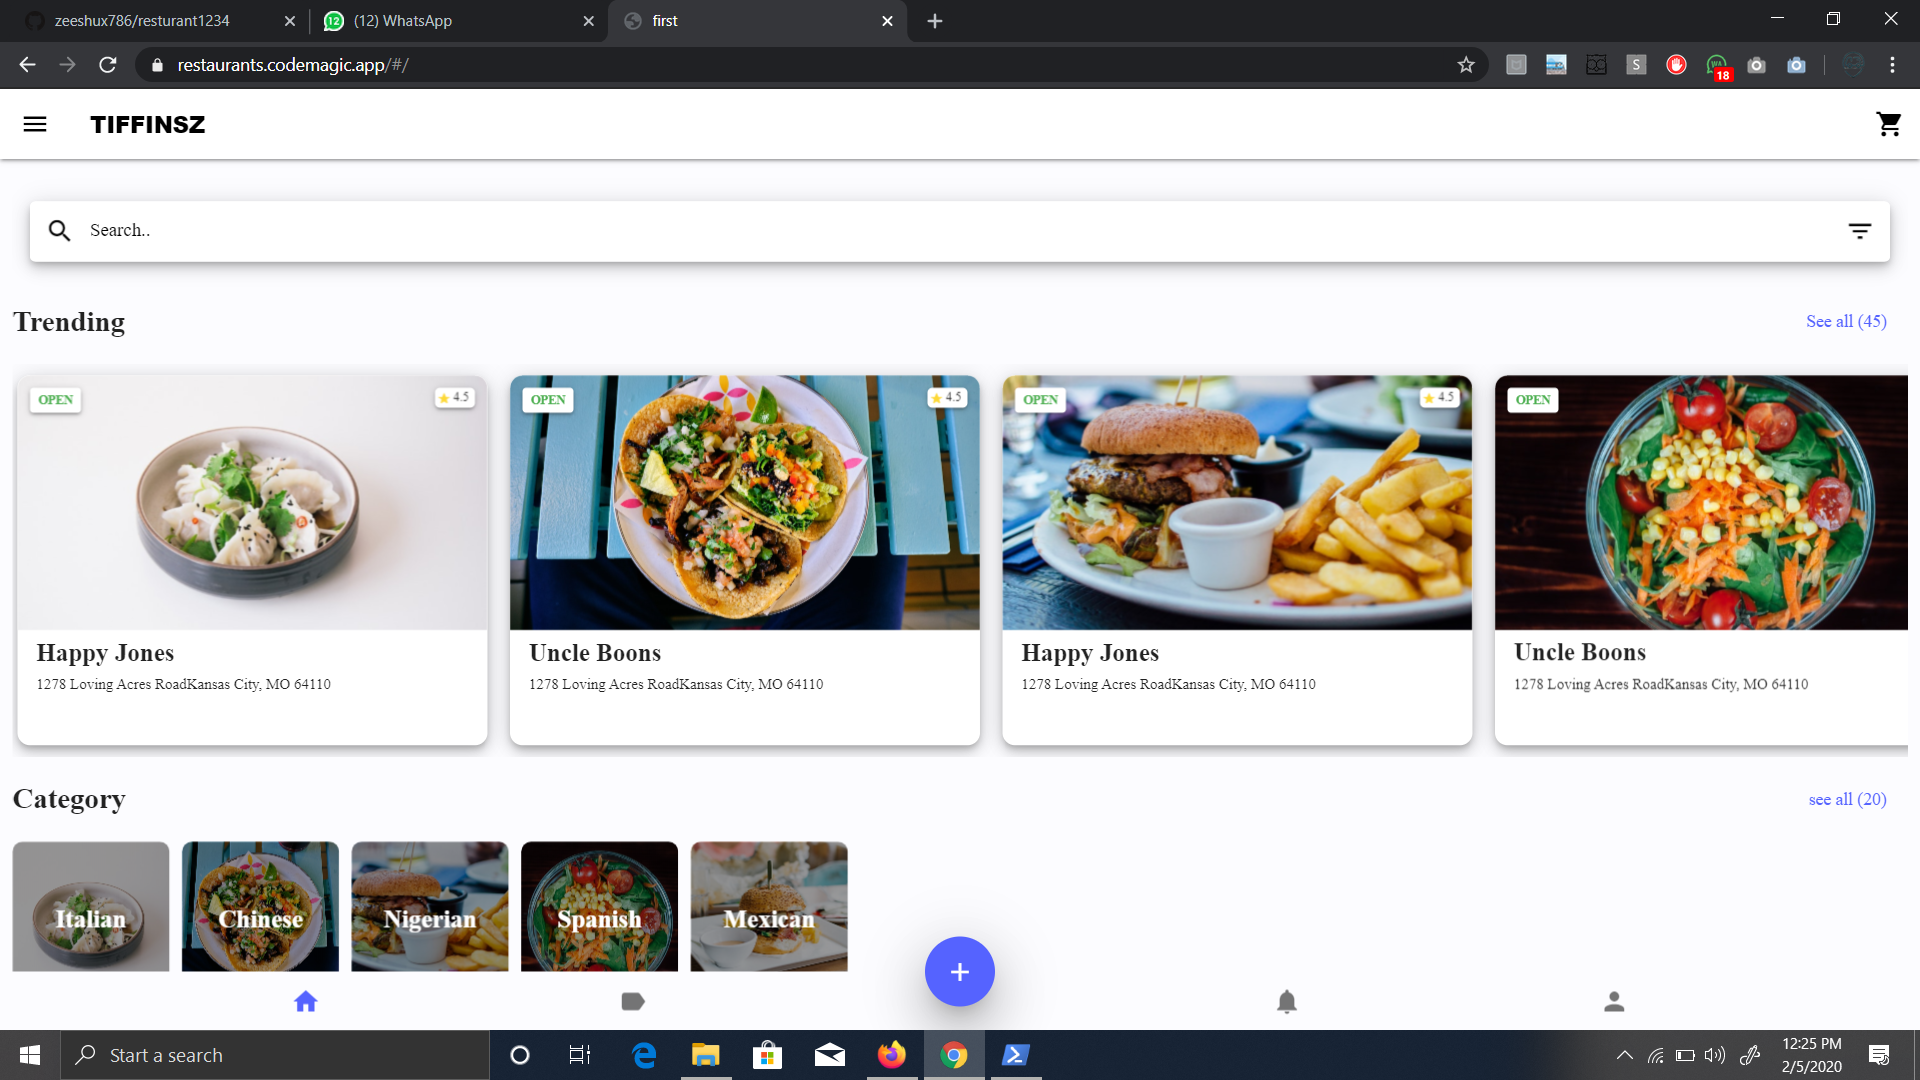 zeeshux786/resturant1234
(12) WhatsApp
first
restaurants.codemagic.app/#/
S
18
TIFFINSZ
Search..
Trending
See all (45)
OPEN
4.5
OPEN
4.5
OPEN
4.5
OPEN
Happy Jones
Uncle Boons
Happy Jones
Uncle Boons
1278 Loving Acres RoadKansas City, MO 64110
1278 Loving Acres RoadKansas City, MO 64110
1278 Loving Acres RoadKansas City, MO 64110
1278 Loving Acres RoadKansas City, MO 64110
Category
see all (20)
Italian
Chinese
Nigerian
Spanish
Mexican
Start a search
12:25 PM
2/5/2020